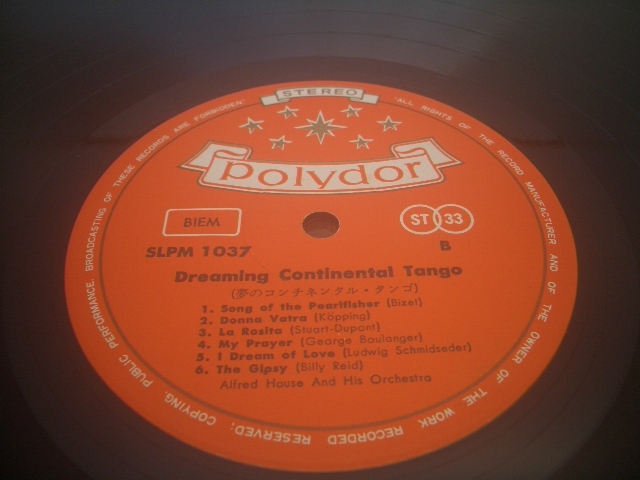 STEREO
polydor
BIEM
ST 33
SLPM 1037
B
Dreaming Continental Tango
(夢のコンチネンタル・タンゴ)
1. Song of the Pearlfisher (Bizet)
2. Donna Vatra (Köpping)
3. La Rosita (Stuart-Dupont)
4. My Prayer (George Boulanger)
5. I Dream of Love (Ludwig Schmidseder)
6. The Gipsy (Billy Reid)
Alfred Hause And His Orchestra
"ALL RIGHTS OF THE RECORD MANUFACTURER AND OF THE OWNER OF THE WORK RECORDED RESERVED. COPYING, PUBLIC PERFORMANCE, BROADCASTING OF THESE RECORDS ARE FORBIDDEN"